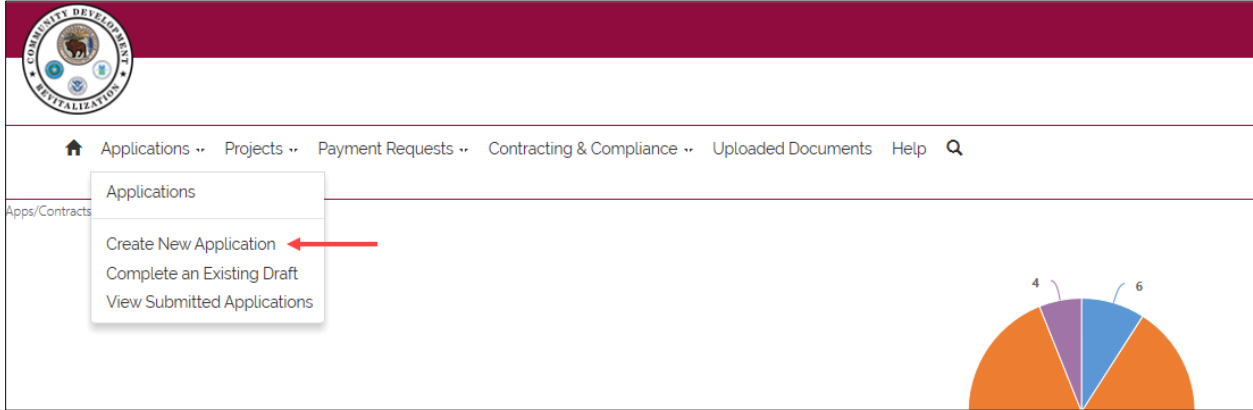 COMMUNITY DEVELOPMENT
REVITALIZATION
Applications Projects Payment Requests Contracting & Compliance Uploaded Documents Help
Applications
Apps/Contracts
Create New Application
Complete an Existing Draft
View Submitted Applications
4 6